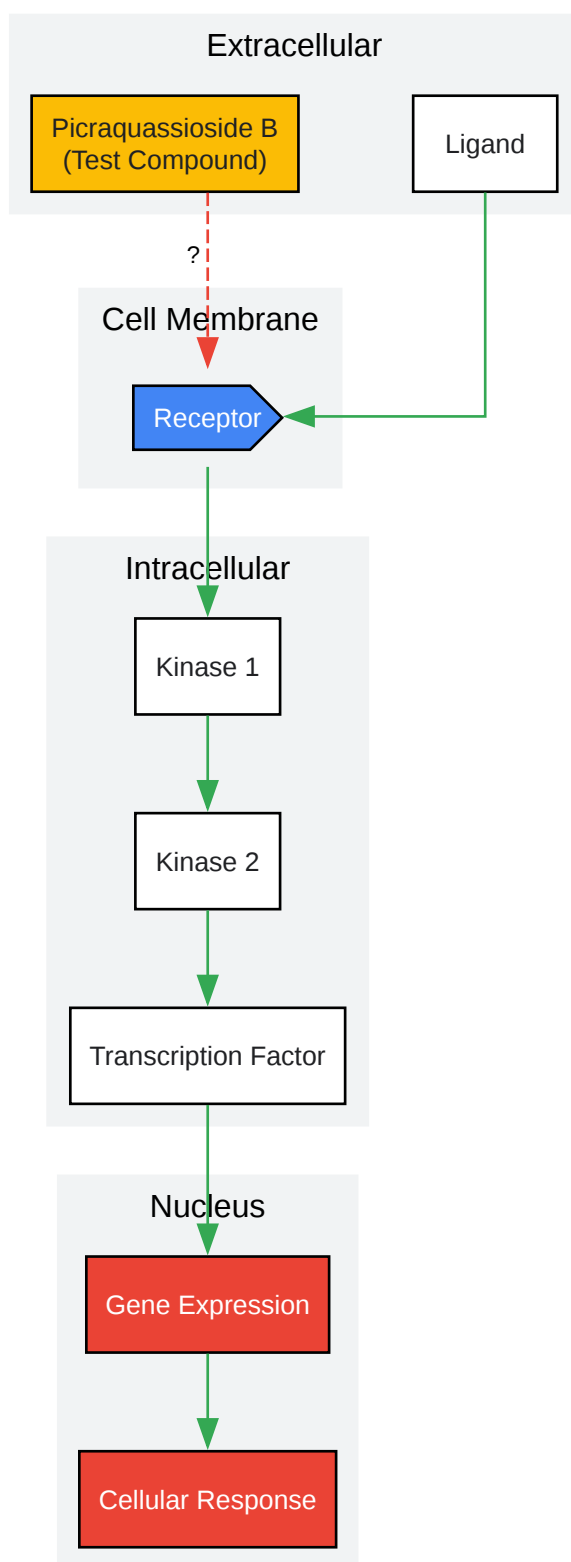 Extracellular
Picraquassioside B
(Test Compound)
Ligand
?
Cell Membrane
Receptor
Intracellular
Kinase 1
Kinase 2
Transcription Factor
Nucleus
Gene Expression
Cellular Response